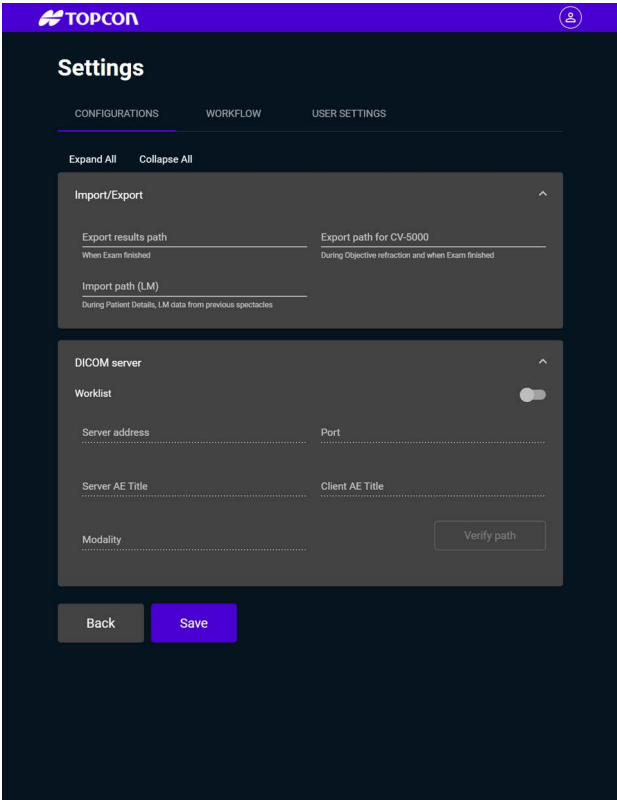 TOPCON
Settings
CONFIGURATIONS WORKFLOW USER SETTINGS
Expand All Collapse All
Import/Export
Export results path Export path for CV-5000
When Exam finished During Objective refraction and when Exam finished
Import path (LM)
During Patient Details, LM data from previous spectacles
DICOM server
Worklist
Server address Port
Server AE Title Client AE Title
Modality Verify path
Back Save